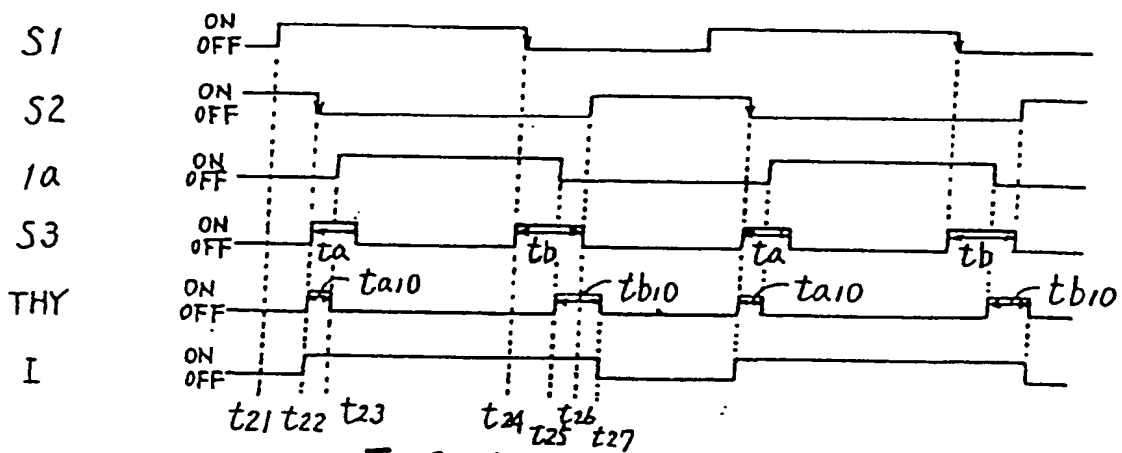 S1 ON
OFF
S2 ON
OFF
1a ON
OFF
S3 ON
OFF
ta tb ta tb
THY ON
OFF
ta10 tb10 ta10 tb10
I ON
OFF
t21 t22 t23 t24 t25 t26 t27